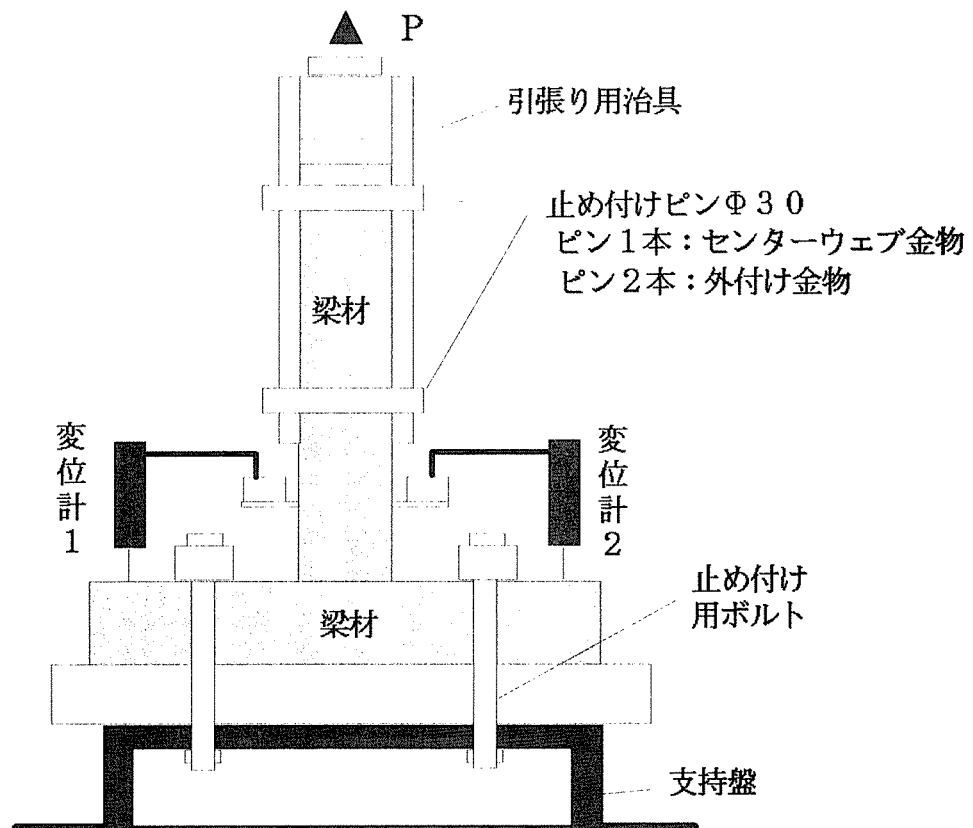 P
引張り用治具
止め付けピンΦ３０
ピン１本：センターウェブ金物
ピン２本：外付け金物
梁材
変位計１
変位計２
止め付け
用ボルト
梁材
支持盤